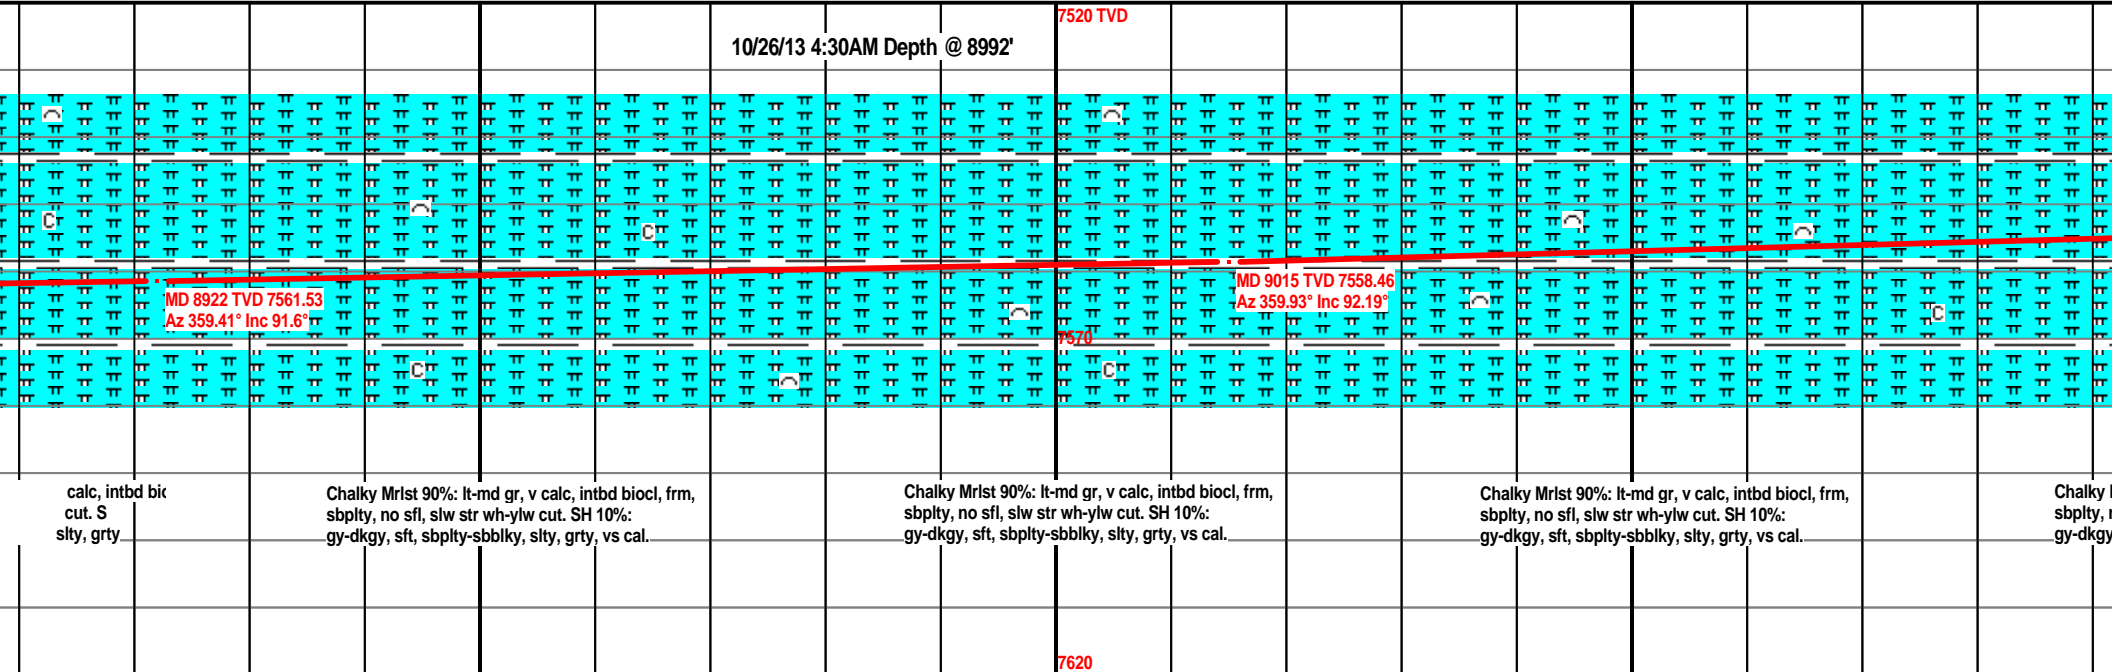 7520 TVD
10/26/13 4:30AM Depth @ 8992'
C
C
MD 9015 TVD 7558.46
Az 359.93° Inc 92.19°
MD 8922 TVD 7561.53
Az 359.41° Inc 91.6°
C
7570
C
C
calc, intbd bio
cut. S
slty, grty
Chalky Mrlst 90%: lt-md gr, v calc, intbd biocl, frm,
sbplty, no sfl, slw str wh-ylw cut. SH 10%:
gy-dkgy, sft, sbplty-sbblky, slty, grty, vs cal.
Chalky Mrlst 90%: lt-md gr, v calc, intbd biocl, frm,
sbplty, no sfl, slw str wh-ylw cut. SH 10%:
gy-dkgy, sft, sbplty-sbblky, slty, grty, vs cal.
Chalky Mrlst 90%: lt-md gr, v calc, intbd biocl, frm,
sbplty, no sfl, slw str wh-ylw cut. SH 10%:
gy-dkgy, sft, sbplty-sbblky, slty, grty, vs cal.
Chalky
sbplty,
gy-dkgy
7620